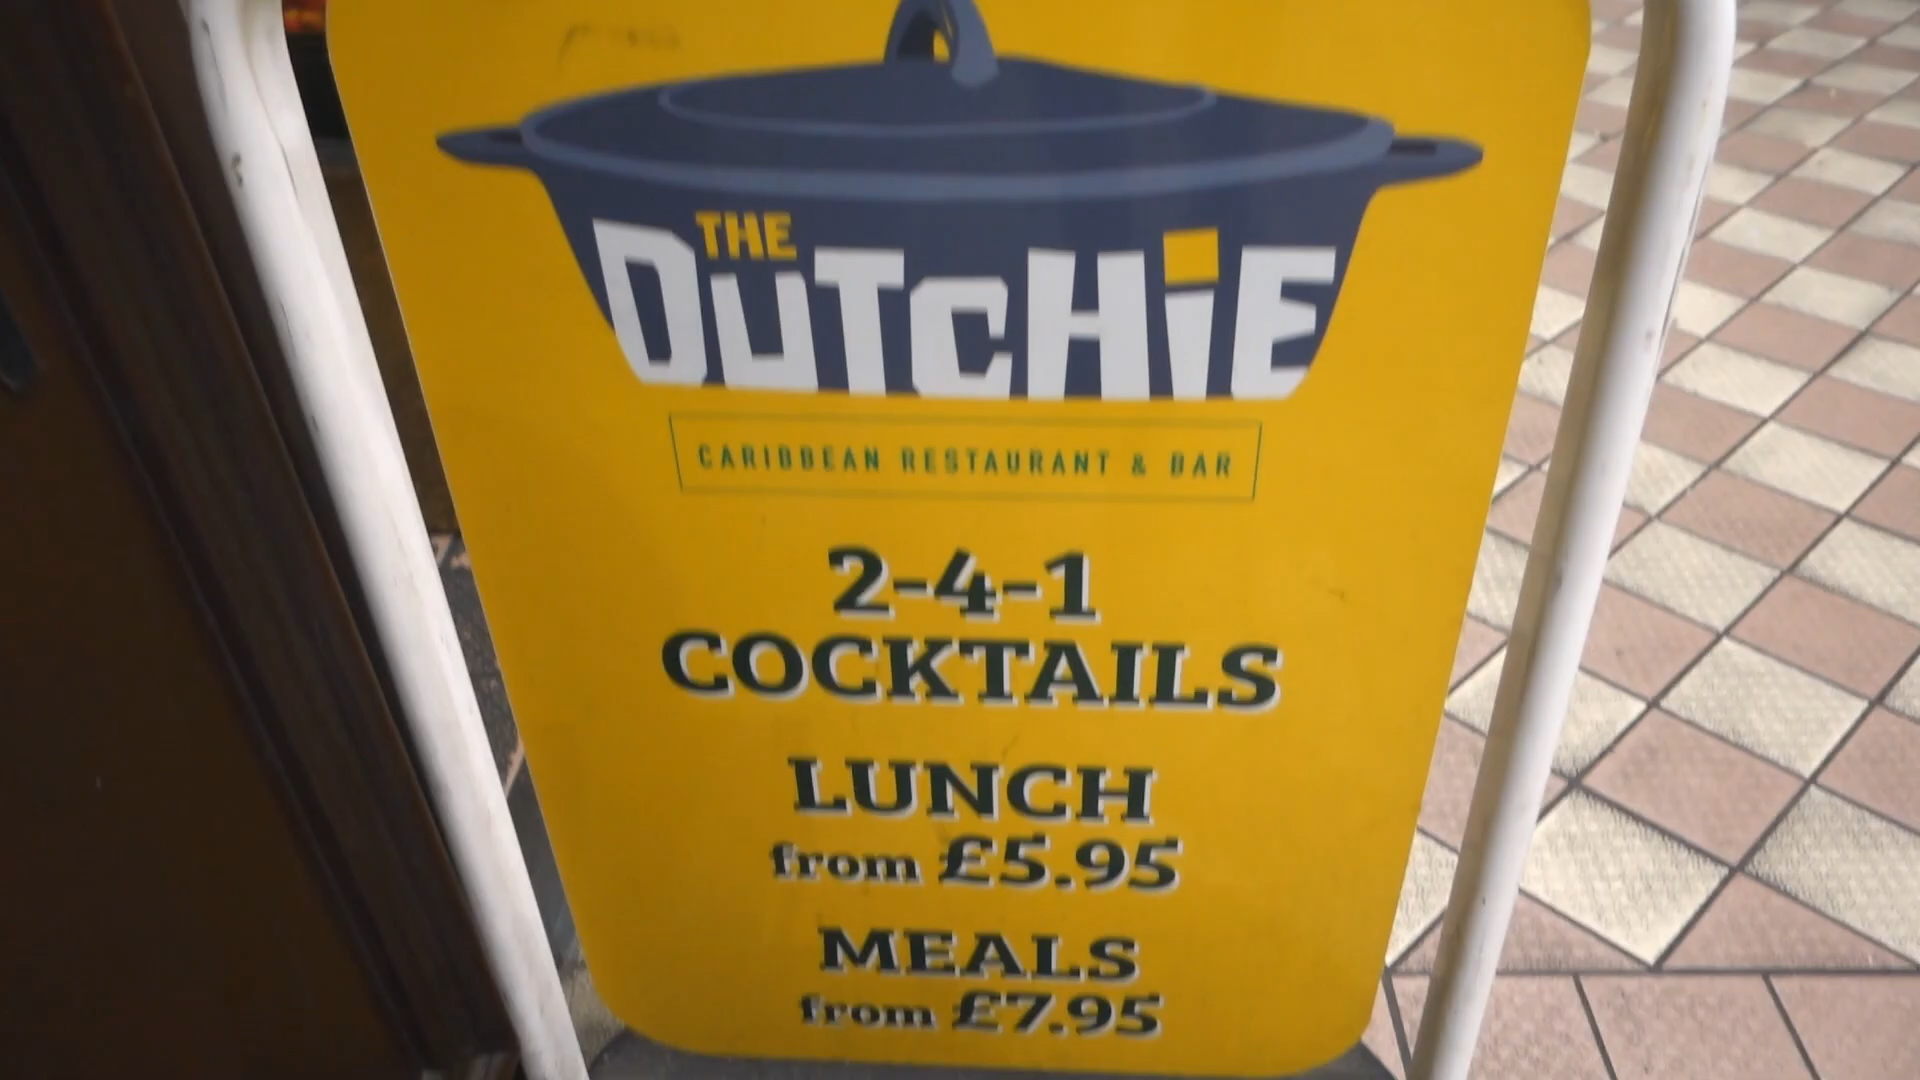 THE
DUTCHiE
CARIBBEAN RESTAURANT & BAR
2-4-1
COCKTAILS
LUNCH
from £5.95
MEALS
from £7.95